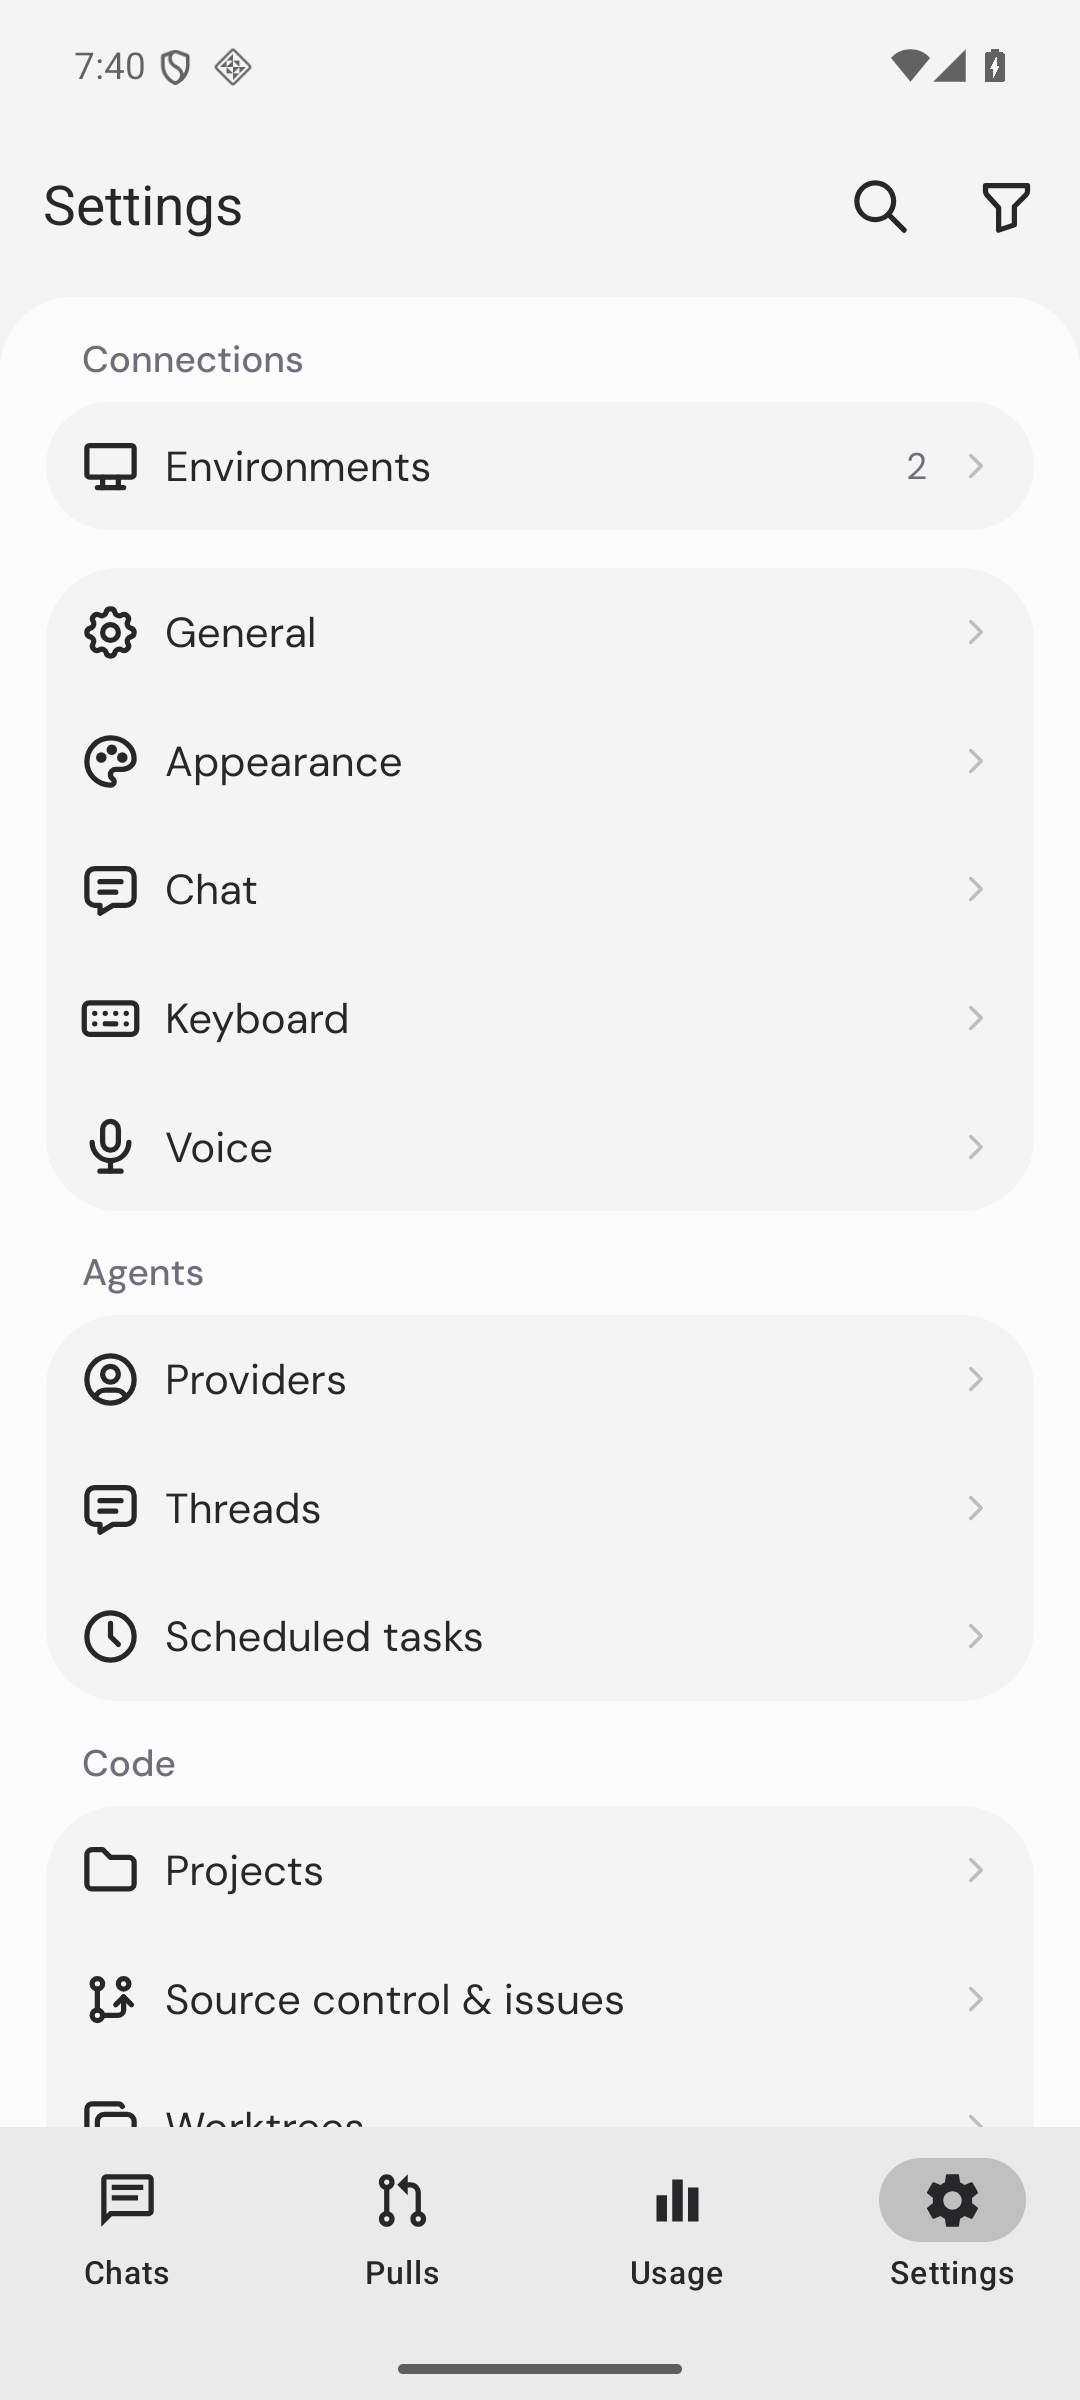 7:40
Settings
Connections
Environments 2
General
Appearance
Chat
Keyboard
Voice
Agents
Providers
Threads
Scheduled tasks
Code
Projects
Source control & issues
Worktrees
Chats Pulls Usage Settings